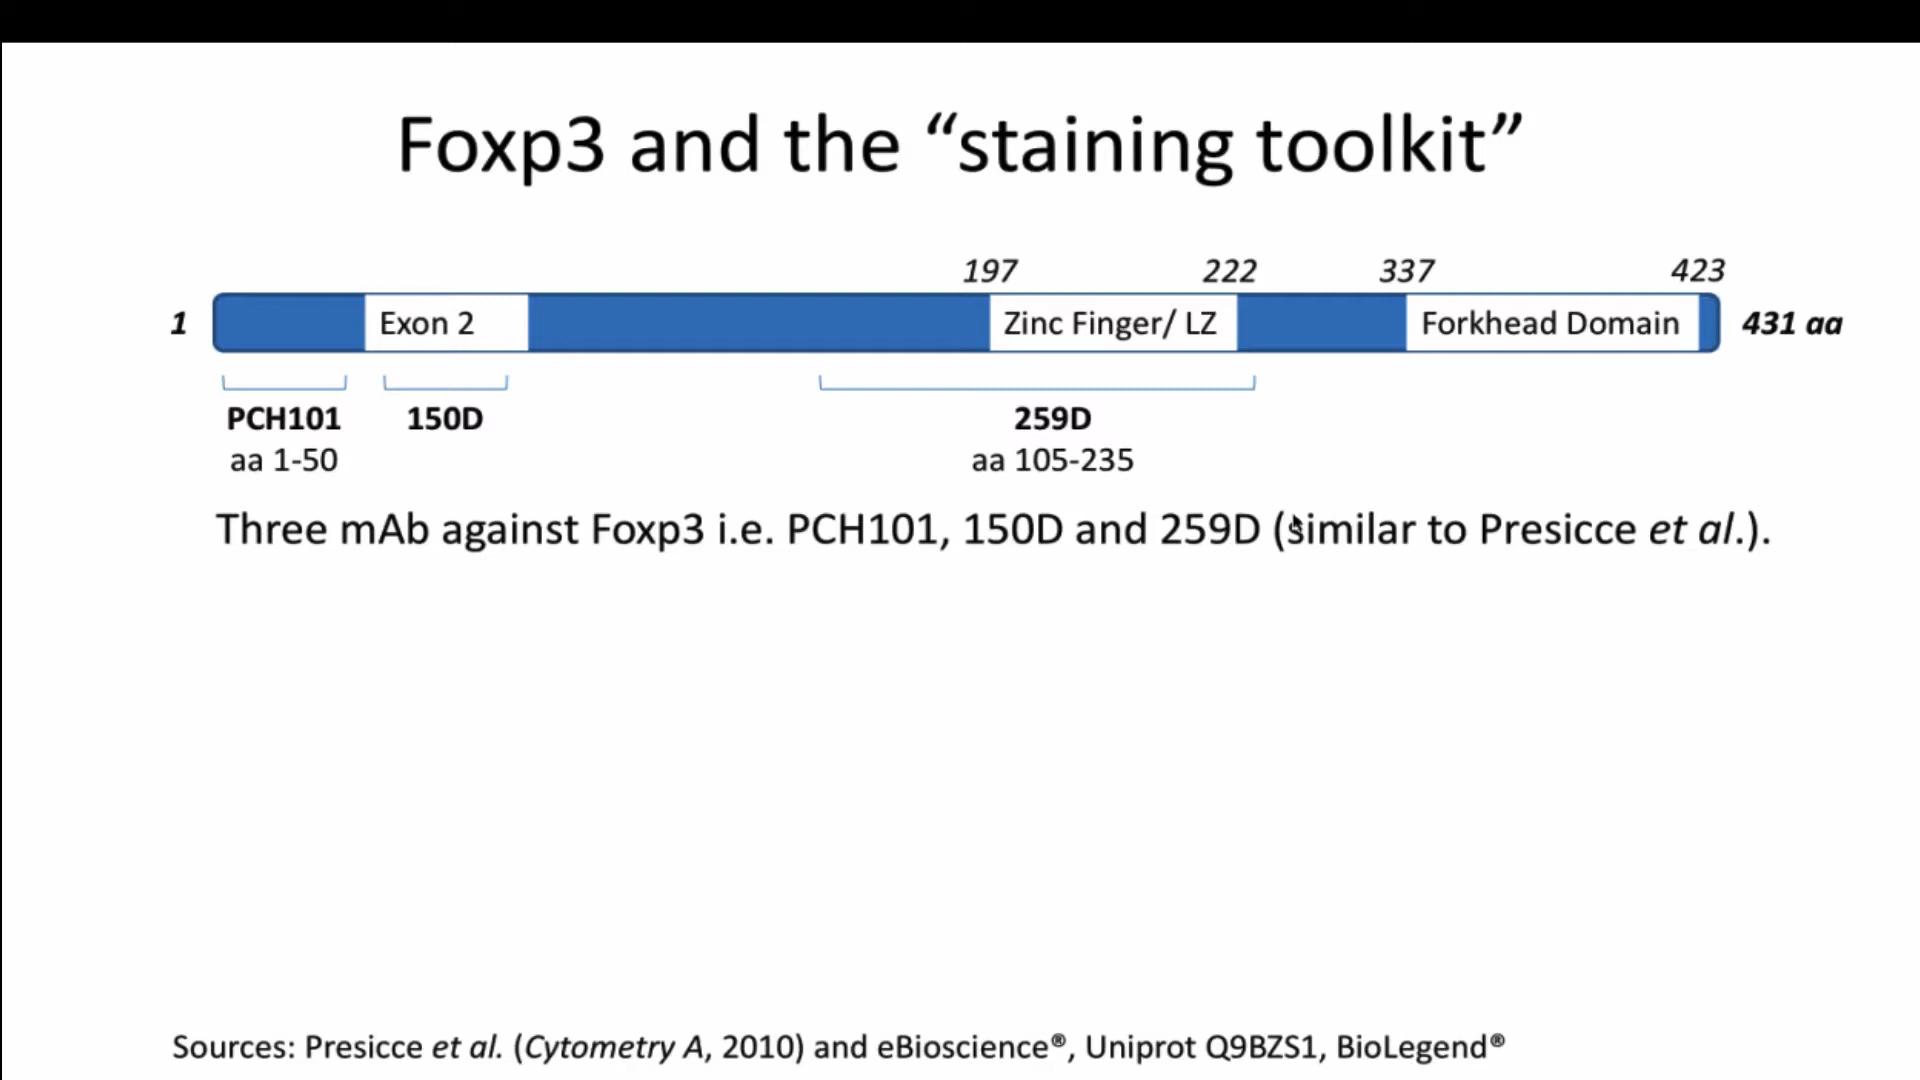 Foxp3 and the “staining toolkit”
197 222 337 423
1 Exon 2 Zinc Finger/ LZ Forkhead Domain 431 aa
PCH101 150D 259D
aa 1-50 aa 105-235
Three mAb against Foxp3 i.e. PCH101, 150D and 259D (similar to Presicce et al.).
Sources: Presicce et al. (Cytometry A, 2010) and eBioscience®, Uniprot Q9BZS1, BioLegend®